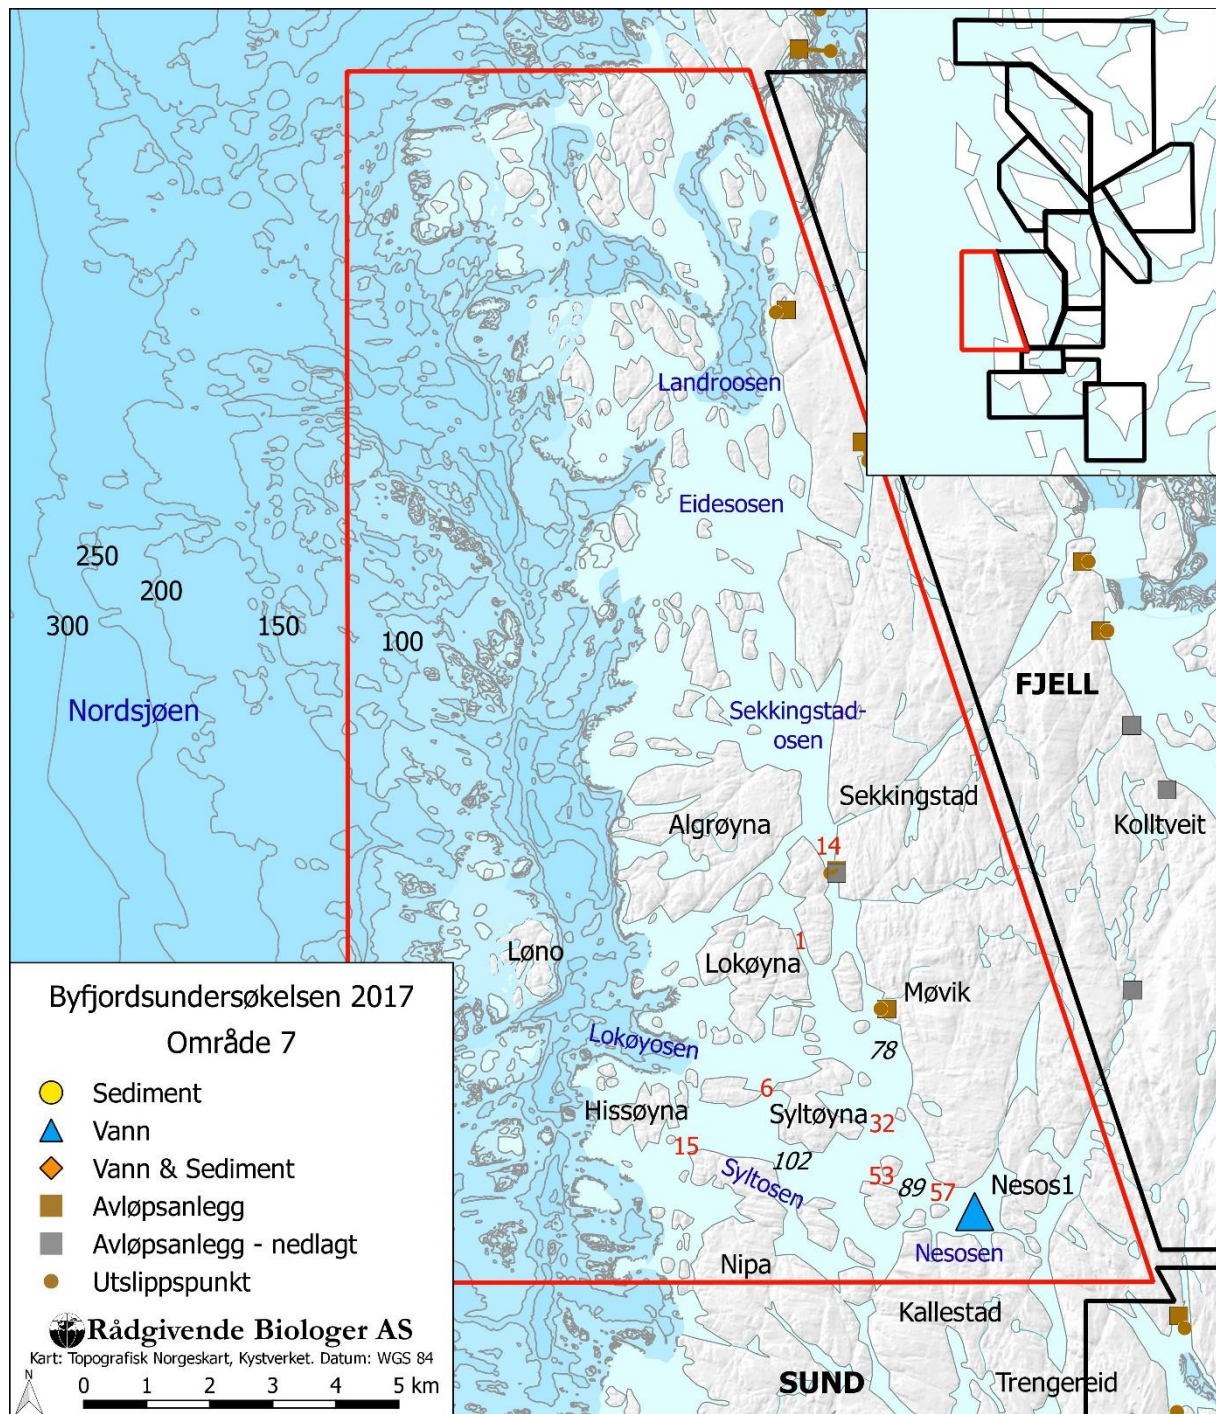 Landroosen
Eidesosen
250
200
300
150
100
FJELL
Nordsjøen
Sekkingstad-
osen
Sekkingstad
Algrøyna
Kolltveit
14
1
Løno
Lokøyna
Møvik
Lokøyosen
78
6
Hissøyna
Syltøyna
32
15
102
Syltosen
53
89
57
Nesos1
Nesosen
Nipa
Kallestad
SUND
Trengereid
Byfjordsundersøkelsen 2017
Område 7
Sediment
Vann
Vann & Sediment
Avløpsanlegg
Avløpsanlegg - nedlagt
Utslippspunkt
Rådgivende Biologer AS
Kart: Topografisk Norgeskart, Kystverket. Datum: WGS 84
N
0 1 2 3 4 5 km